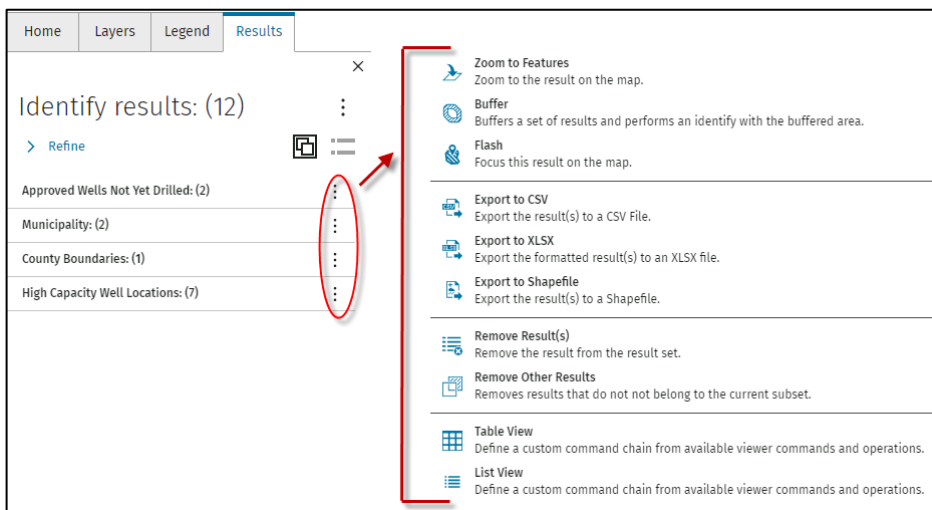 Home
Layers
Legend
Results
Identify results: (12)
Refine
Approved Wells Not Yet Drilled: (2)
Municipality: (2)
County Boundaries: (1)
High Capacity Well Locations: (7)
Zoom to Features
Zoom to the result on the map.
Buffer
Buffers a set of results and performs an identify with the buffered area.
Flash
Focus this result on the map.
CSV
Export to CSV
Export the result(s) to a CSV File.
XLSX
Export to XLSX
Export the formatted result(s) to an XLSX file.
Export to Shapefile
Export the result(s) to a Shapefile.
Remove Result(s)
Remove the result from the result set.
Remove Other Results
Removes results that do not not belong to the current subset.
Table View
Define a custom command chain from available viewer commands and operations.
List View
Define a custom command chain from available viewer commands and operations.